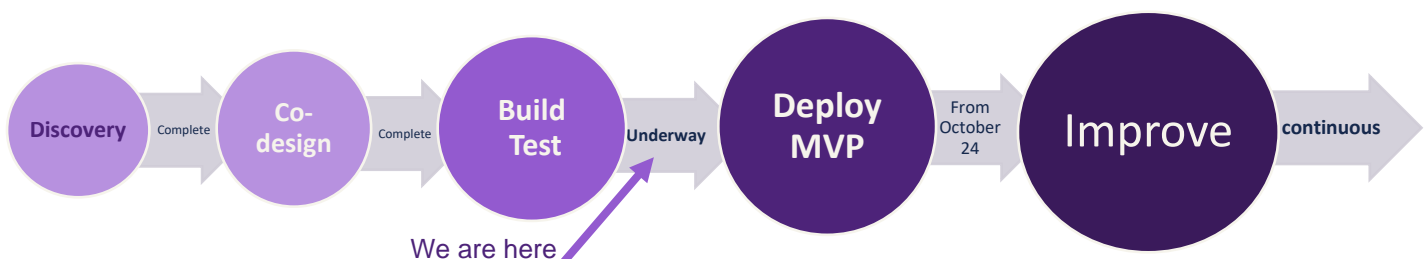 Discovery
Complete
Co-
design
Complete
Build
Test
Underway
Deploy
MVP
From
October
24
Improve
continuous
We are here